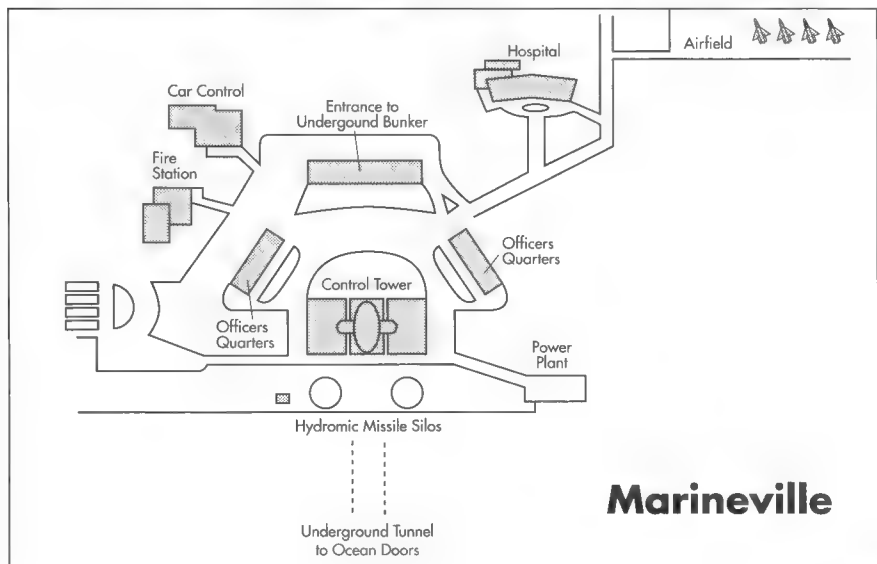 Hospital
Airfield
Car Control
Entrance to
Undergound Bunker
Fire
Station
Officers
Quarters
Control Tower
Officers
Quarters
Power
Plant
Hydromic Missile Silos
Marineville
Underground Tunnel
to Ocean Doors